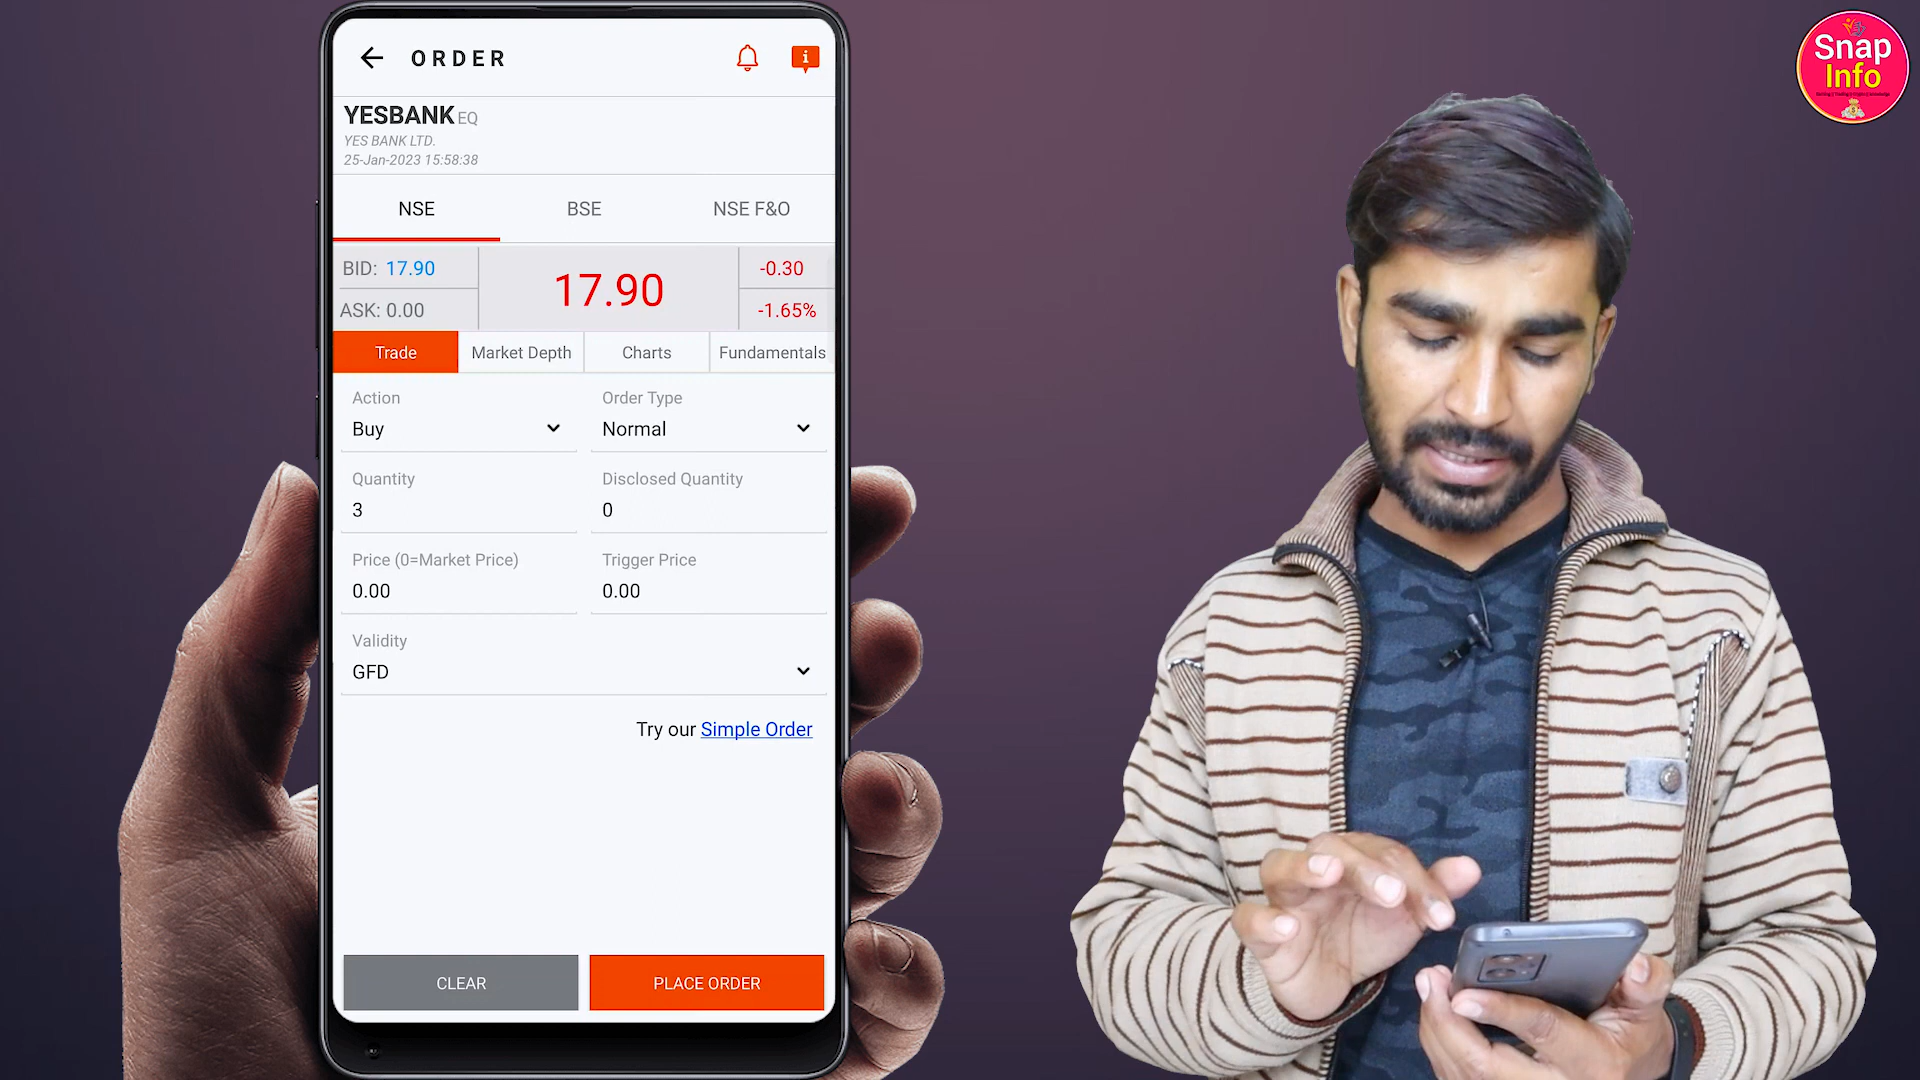 ORDER
YESBANK EQ
YES BANK LTD.
25-Jan-2023 15:58:38
NSE
BSE
NSE F&O
BID: 17.90
ASK: 0.00
17.90
-0.30
-1.65%
Trade
Market Depth
Charts
Fundamentals
Action
Buy
Order Type
Normal
Quantity
3
Disclosed Quantity
0
Price (0=Market Price)
0.00
Trigger Price
0.00
Validity
GFD
Try our Simple Order
CLEAR
PLACE ORDER
Snap
Info